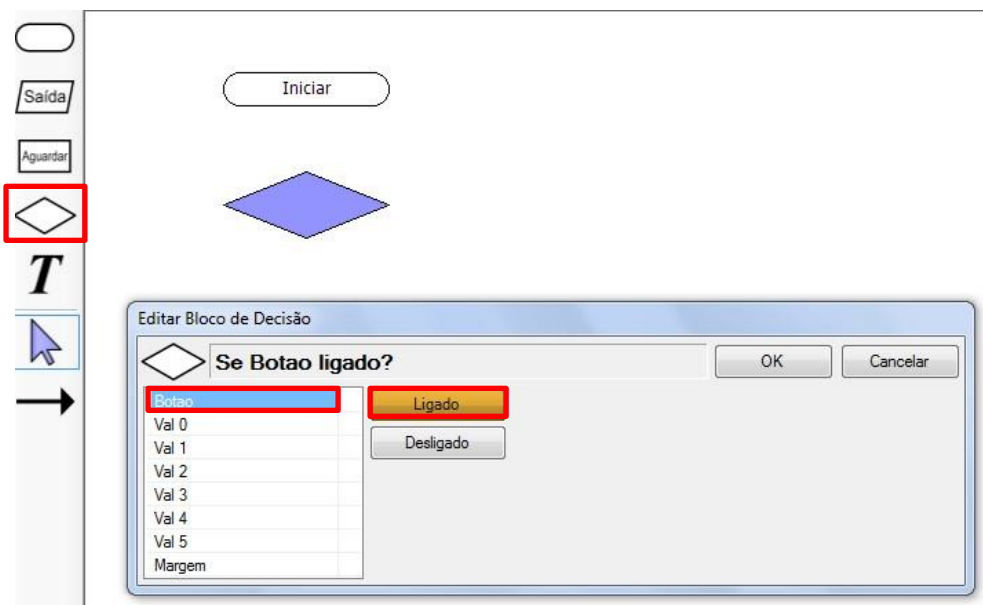 Iniciar
Saída
Aguardar
T
Editar Bloco de Decisão
Se Botao ligado?
OK
Cancelar
Botao
Ligado
Val 0
Desligado
Val 1
Val 2
Val 3
Val 4
Val 5
Margem